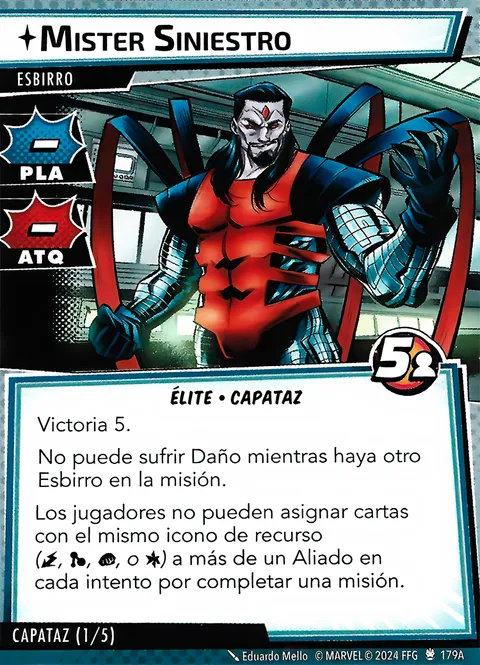 MISTER SINIESTRO
ESBIRRO
-
PLA
-
ATQ
5
ÉLITE • CAPATAZ
Victoria 5.
No puede sufrir Daño mientras haya otro
Esbirro en la misión.
Los jugadores no pueden asignar cartas
con el mismo icono de recurso
( , , , o ) a más de un Aliado en
cada intento por completar una misión.
CAPATAZ (1/5)
Eduardo Mello © MARVEL © 2024 FFG 179A